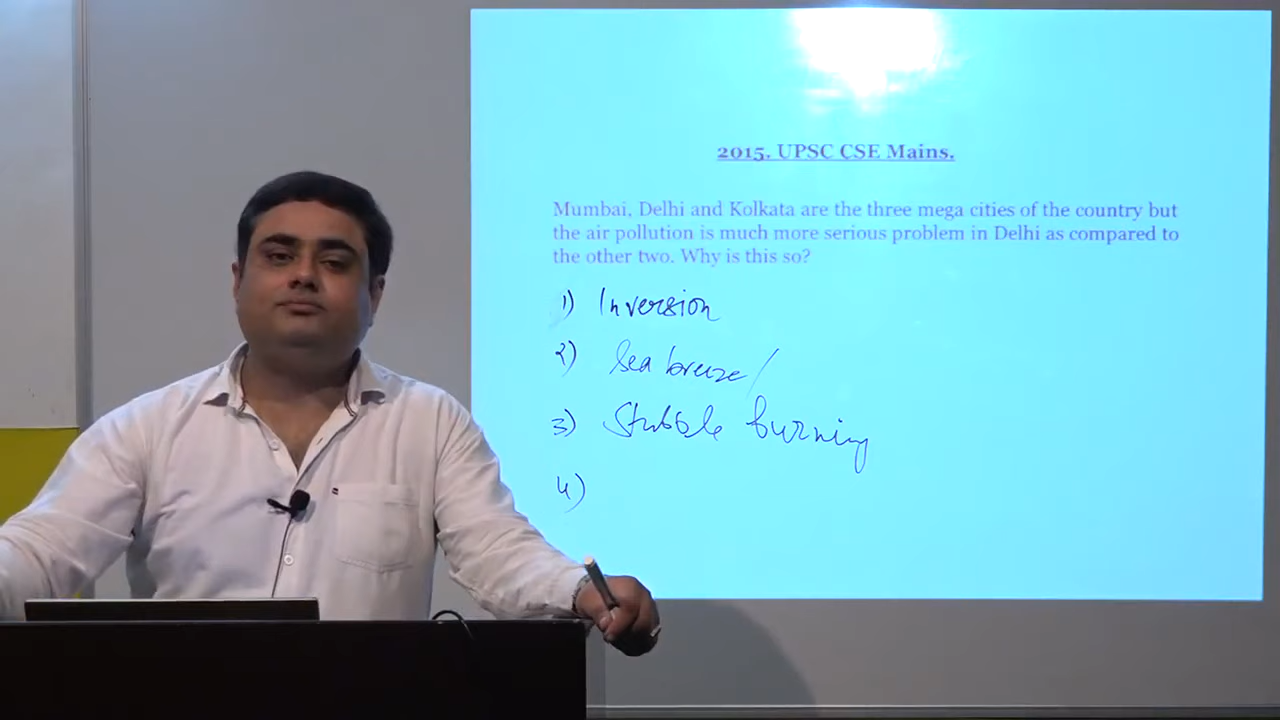 2015. UPSC CSE Mains.
Mumbai, Delhi and Kolkata are the three mega cities of the country but
the air pollution is much more serious problem in Delhi as compared to
the other two. Why is this so?
1) Inversion
2) Sea breeze/
3) Stubble burning
4)